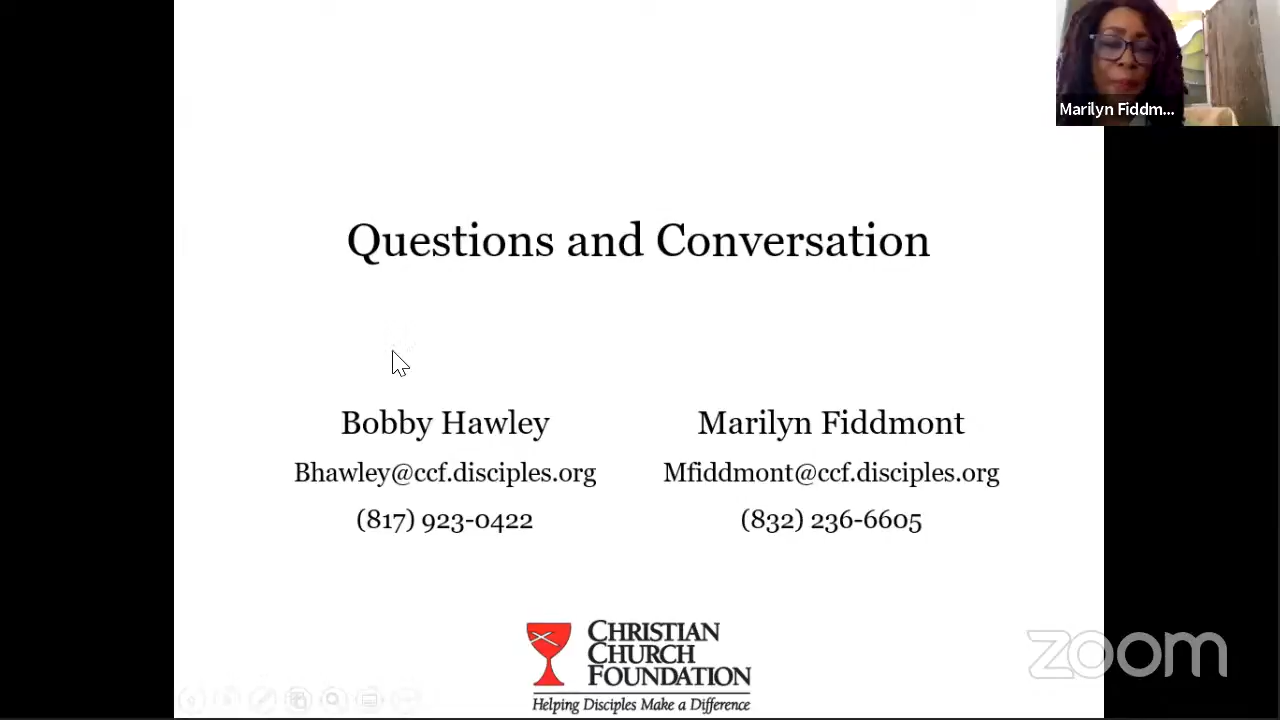 Marilyn Fiddm...
Questions and Conversation
Bobby Hawley
Marilyn Fiddmont
Bhawley@ccf.disciples.org
Mfiddmont@ccf.disciples.org
(817) 923-0422
(832) 236-6605
CHRISTIAN
CHURCH
FOUNDATION
Helping Disciples Make a Difference
zoom